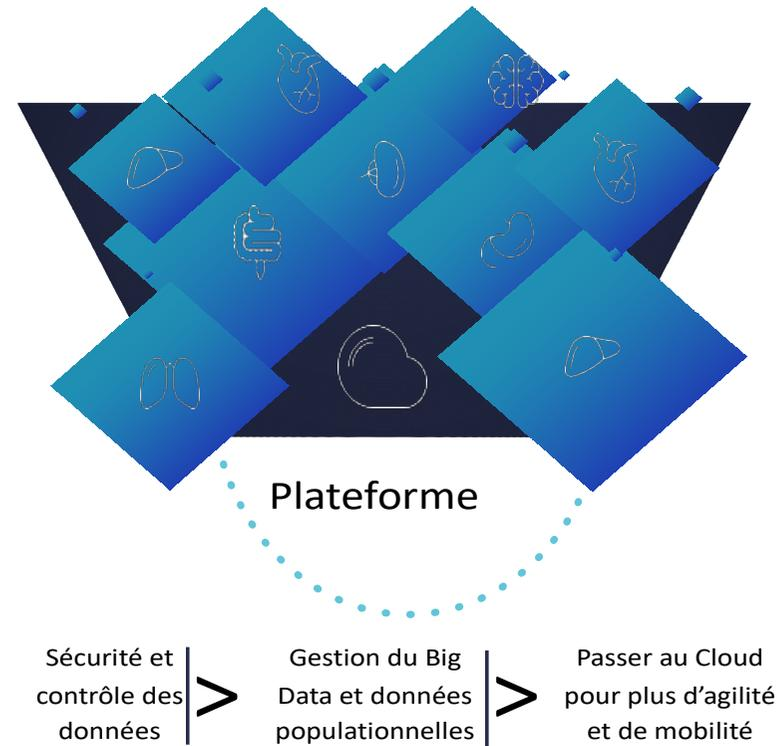 Plateforme
Sécurité et
contrôle des
données
>
Gestion du Big
Data et données
populationnelles
>
Passer au Cloud
pour plus d’agilité
et de mobilité